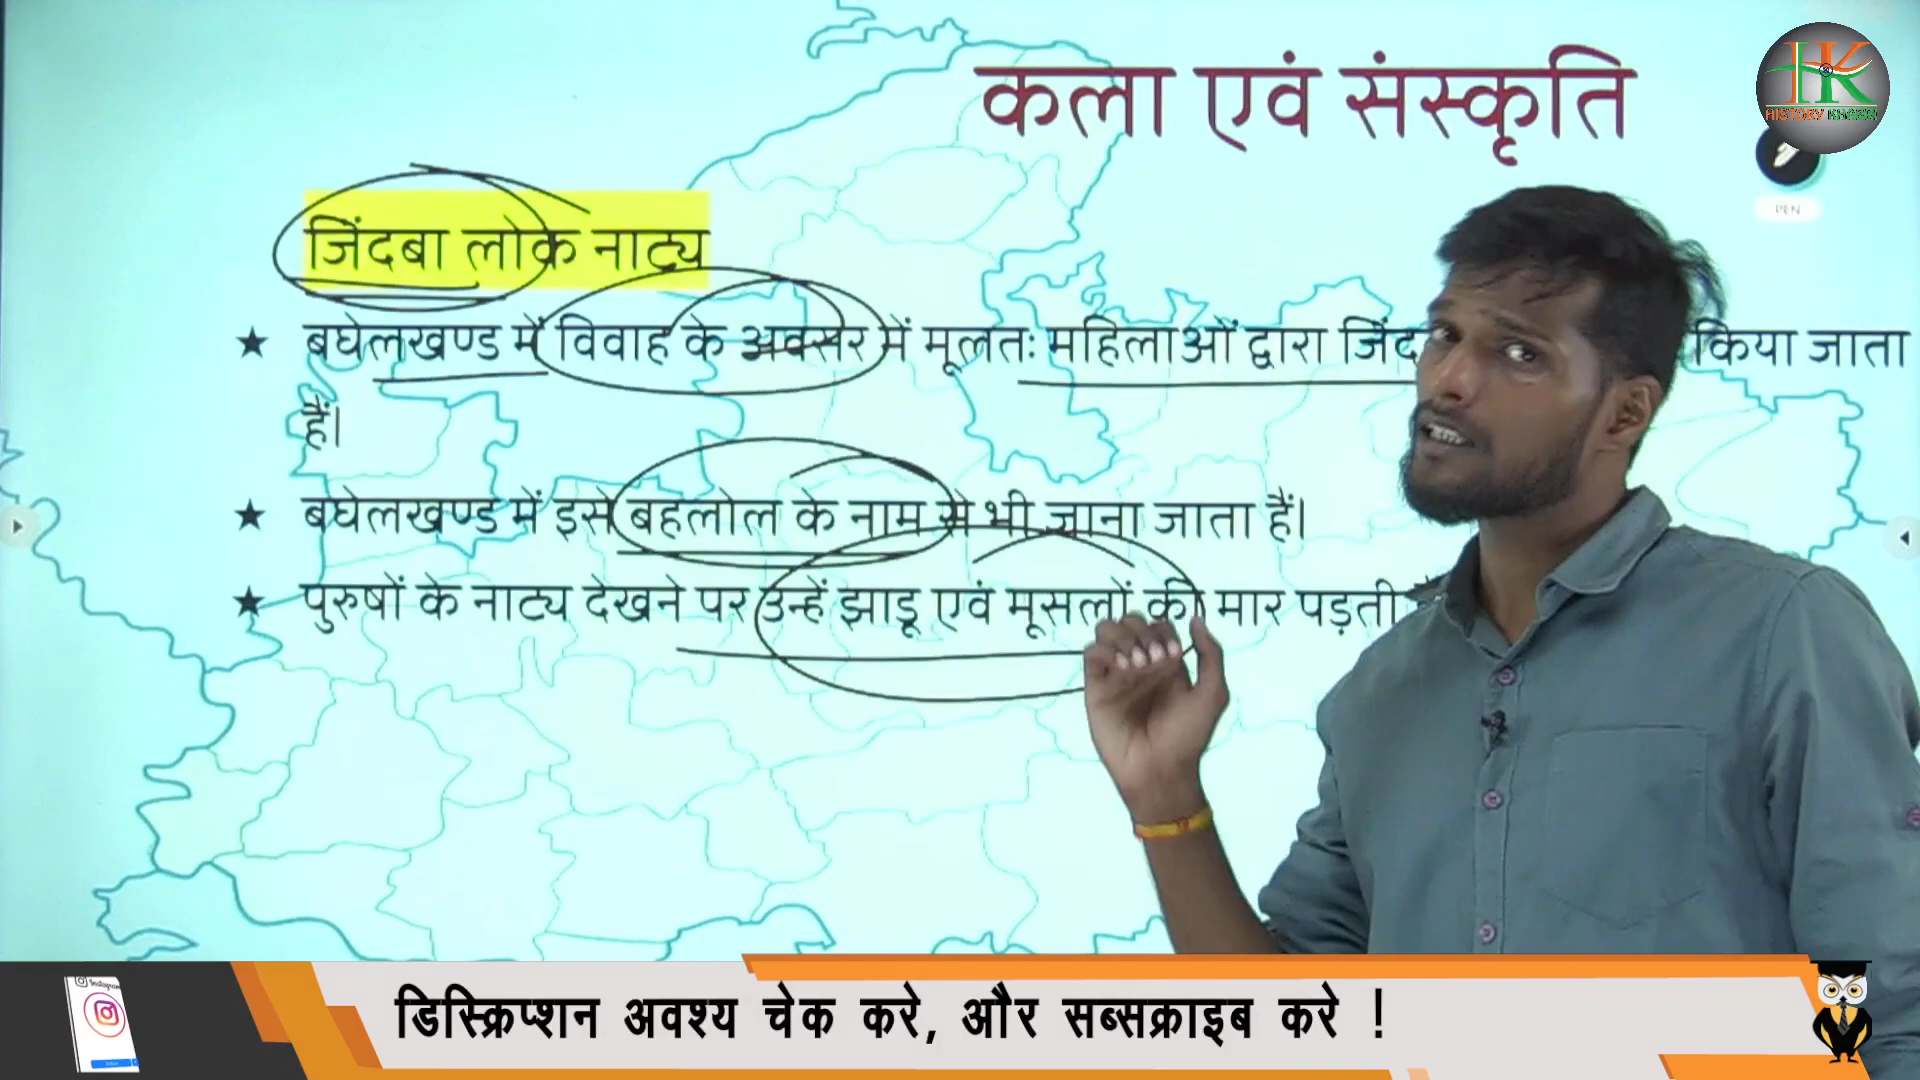 कला एवं संस्कृति
HISTORY
PEN
जिंदबा लोक नाट्य
★ बघेलखण्ड में विवाह के अवसर में मूलतः महिलाओं द्वारा किया जाता
हैं।
★ बघेलखण्ड में इसे बहलोल के नाम से भी जाना जाता हैं।
★ पुरुषों के नाट्य देखने पर उन्हें झाडू एवं मूसलों की मार पड़ती
Instagram
डिस्क्रिप्शन अवश्य चेक करे, और सब्सक्राइब करे !